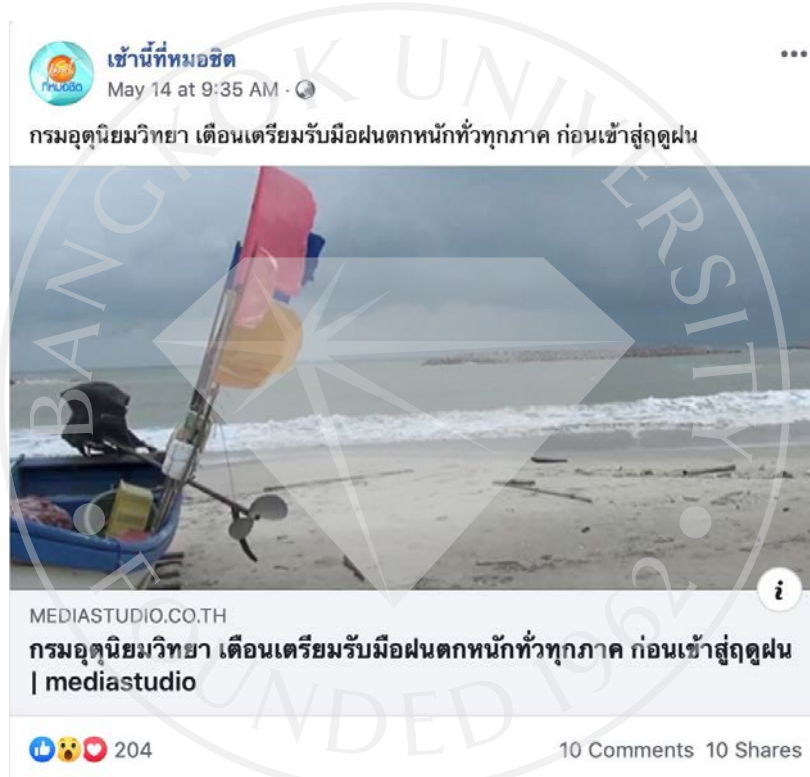 เช้านี้ที่หมอชิต
May 14 at 9:35 AM ·
กรมอุตุนิยมวิทยา เตือนเตรียมรับมือฝนตกหนักทั่วทุกภาค ก่อนเข้าสู่ฤดูฝน
BANGKOK UNIVERSITY
FOUNDED 1962
MEDIASTUDIO.CO.TH
กรมอุตุนิยมวิทยา เตือนเตรียมรับมือฝนตกหนักทั่วทุกภาค ก่อนเข้าสู่ฤดูฝน
| mediastudio
204
10 Comments 10 Shares